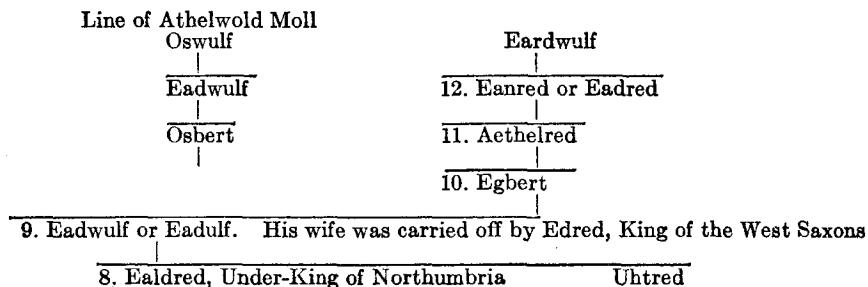 Line of Athelwold Moll
Oswulf Eardwulf
Eadwulf 12. Eanred or Eadred
Osbert 11. Aethelred
10. Egbert
9. Eadwulf or Eadulf. His wife was carried off by Edred, King of the West Saxons
8. Ealdred, Under-King of Northumbria Uhtred